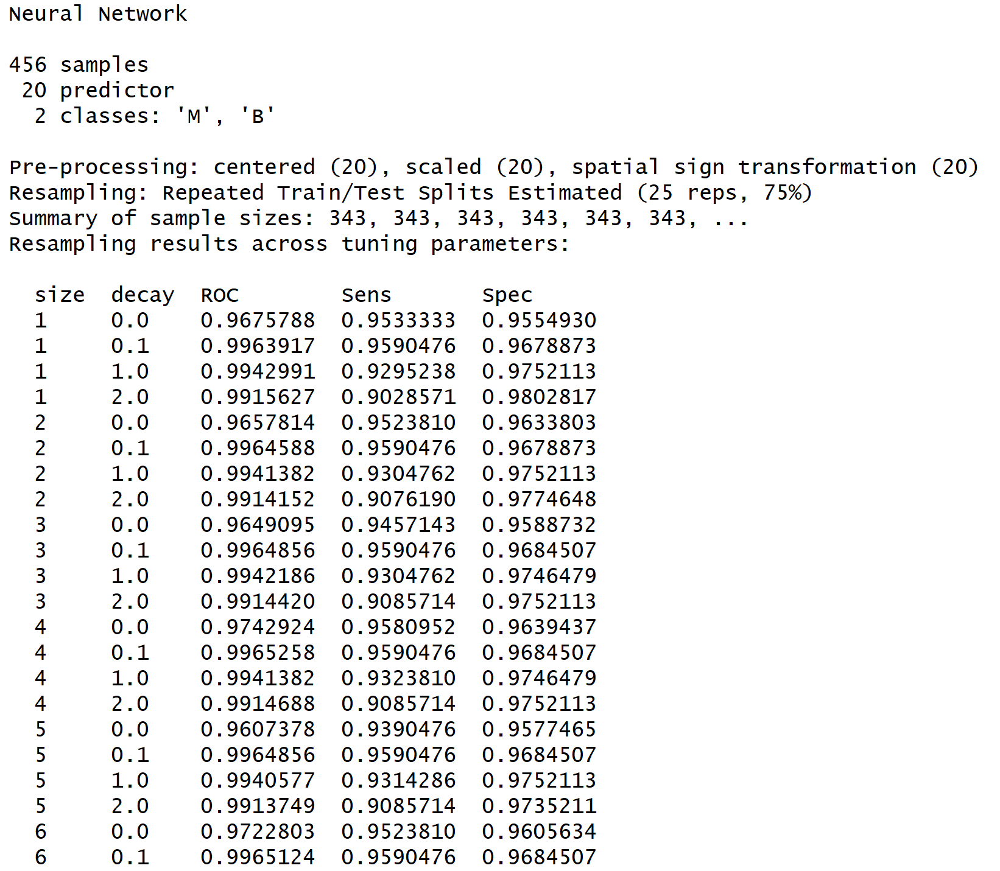 Neural Network

456 samples
 20 predictor
  2 classes: 'M', 'B'

Pre-processing: centered (20), scaled (20), spatial sign transformation (20)
Resampling: Repeated Train/Test Splits Estimated (25 reps, 75%)
Summary of sample sizes: 343, 343, 343, 343, 343, 343, ...
Resampling results across tuning parameters:

  size  decay  ROC        Sens       Spec
  1     0.0    0.9675788  0.9533333  0.9554930
  1     0.1    0.9963917  0.9590476  0.9678873
  1     1.0    0.9942991  0.9295238  0.9752113
  1     2.0    0.9915627  0.9028571  0.9802817
  2     0.0    0.9657814  0.9523810  0.9633803
  2     0.1    0.9964588  0.9590476  0.9678873
  2     1.0    0.9941382  0.9304762  0.9752113
  2     2.0    0.9914152  0.9076190  0.9774648
  3     0.0    0.9649095  0.9457143  0.9588732
  3     0.1    0.9964856  0.9590476  0.9684507
  3     1.0    0.9942186  0.9304762  0.9746479
  3     2.0    0.9914420  0.9085714  0.9752113
  4     0.0    0.9742924  0.9580952  0.9639437
  4     0.1    0.9965258  0.9590476  0.9684507
  4     1.0    0.9941382  0.9323810  0.9746479
  4     2.0    0.9914688  0.9085714  0.9752113
  5     0.0    0.9607378  0.9390476  0.9577465
  5     0.1    0.9964856  0.9590476  0.9684507
  5     1.0    0.9940577  0.9314286  0.9752113
  5     2.0    0.9913749  0.9085714  0.9735211
  6     0.0    0.9722803  0.9523810  0.9605634
  6     0.1    0.9965124  0.9590476  0.9684507